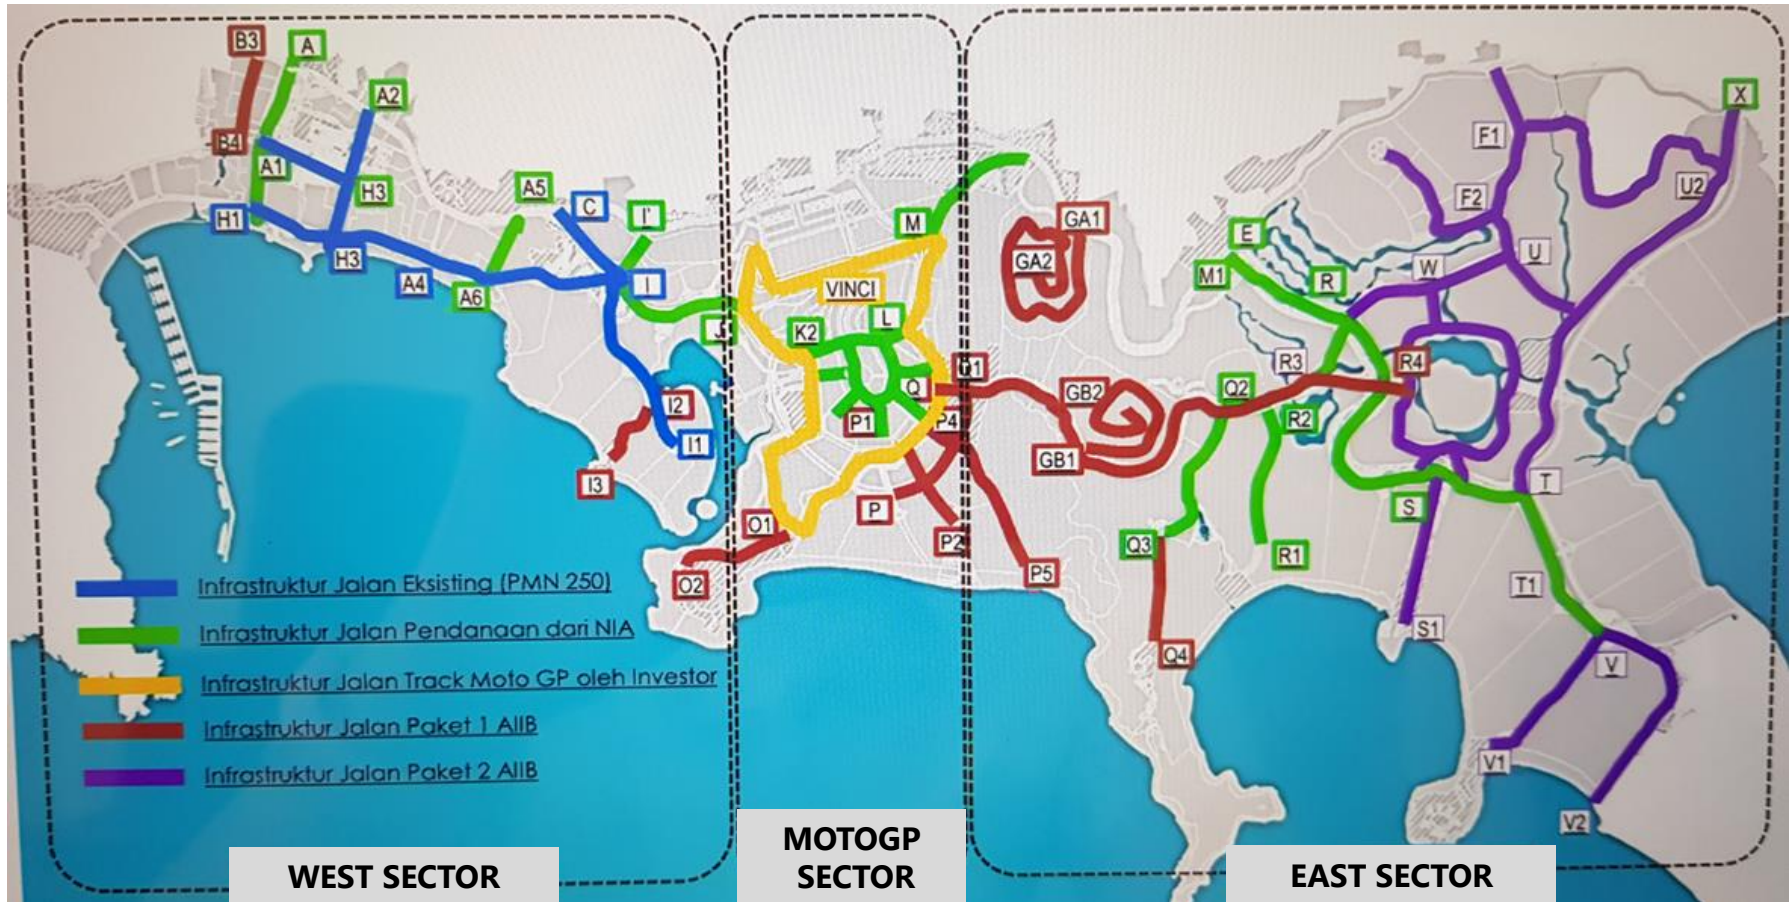 B3
A
A2
B4
A1
H3
H1
H3
A4
A5
C
I'
I
A6
J
I2
I1
I3
M
VINCI
L
K2
Q
P1
P4
P
P2
O1
O2
P5
GA1
GA2
GB2
GB1
E
M1
R
R3
R4
Q2
R2
Q3
R1
Q4
S
S1
F1
F2
W
U
U2
X
T
T1
V
V1
V2
Infrastruktur Jalan Eksisting (PMN 250)
Infrastruktur Jalan Pendanaan dari NIA
Infrastruktur Jalan Track Moto GP oleh Investor
Infrastruktur Jalan Paket 1 AIIB
Infrastruktur Jalan Paket 2 AIIB
WEST SECTOR
MOTOGP
SECTOR
EAST SECTOR